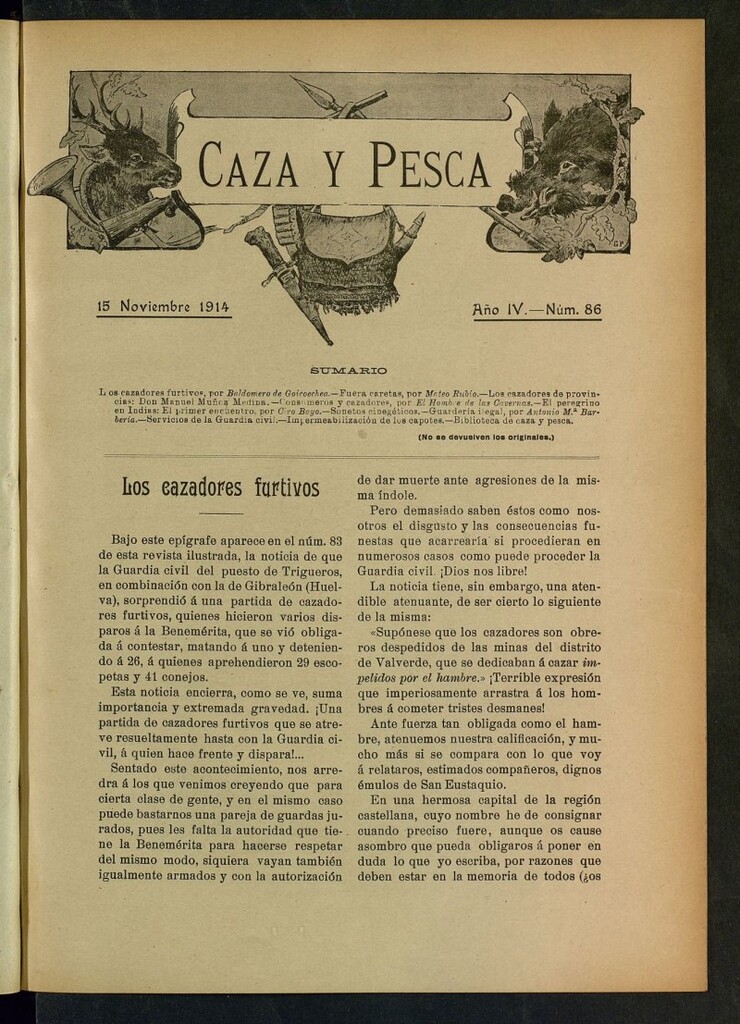 CAZA Y PESCA
15 Noviembre 1914
Año IV.—Núm. 86
SUMARIO
Los cazadores furtivos, por Baldomero de Goicoechea.—Fuera caretas, por Mateo Rubio.—Los cazadores de provin-
cias: Don Manuel Muñoz Medina.—Consumeros y cazadores, por El Hombre de las Cavernas.—El peregrino
en Indias: El primer encuentro, por Ciro Bayo.—Sonetos cinegéticos.—Guardería ilegal, por Antonio M.ª Bar-
bería.—Servicios de la Guardia civil.—Impermeabilización de los capotes.—Biblioteca de caza y pesca.
(No se devuelven los originales.)
Los cazadores furtivos
Bajo este epígrafe aparece en el núm. 83
de esta revista ilustrada, la noticia de que
la Guardia civil del puesto de Trigueros,
en combinación con la de Gibraleón (Huel-
va), sorprendió á una partida de cazado-
res furtivos, quienes hicieron varios dis-
paros á la Benemérita, que se vió obliga-
da á contestar, matando á uno y detenien-
do á 26, á quienes aprehendieron 29 esco-
petas y 41 conejos.
Esta noticia encierra, como se ve, suma
importancia y extremada gravedad. ¡Una
partida de cazadores furtivos que se atre-
ve resueltamente hasta con la Guardia ci-
vil, á quien hace frente y dispara!...
Sentado este acontecimiento, nos arre-
dra á los que venimos creyendo que para
cierta clase de gente, y en el mismo caso
puede bastarnos una pareja de guardas ju-
rados, pues les falta la autoridad que tie-
ne la Benemérita para hacerse respetar
del mismo modo, siquiera vayan también
igualmente armados y con la autorización
de dar muerte ante agresiones de la mis-
ma índole.
Pero demasiado saben éstos como nos-
otros el disgusto y las consecuencias fu-
nestas que acarrearía si procedieran en
numerosos casos como puede proceder la
Guardia civil. ¡Dios nos libre!
La noticia tiene, sin embargo, una aten-
dible atenuante, de ser cierto lo siguiente
de la misma:
«Supónese que los cazadores son obre-
ros despedidos de las minas del distrito
de Valverde, que se dedicaban á cazar im-
pelidos por el hambre.» ¡Terrible expresión
que imperiosamente arrastra á los hom-
bres á cometer tristes desmanes!
Ante fuerza tan obligada como el ham-
bre, atenuemos nuestra calificación, y mu-
cho más si se compara con lo que voy
á relataros, estimados compañeros, dignos
émulos de San Eustaquio.
En una hermosa capital de la región
castellana, cuyo nombre he de consignar
cuando preciso fuere, aunque os cause
asombro que pueda obligaros á poner en
duda lo que yo escriba, por razones que
deben estar en la memoria de todos (¿os